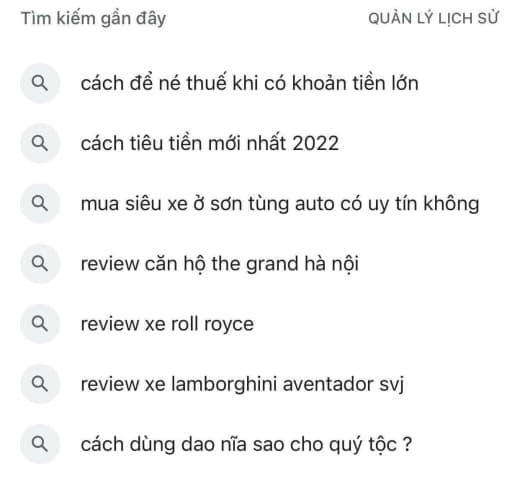 Tìm kiếm gần đây
QUẢN LÝ LỊCH SỬ
cách để né thuế khi có khoản tiền lớn
cách tiêu tiền mới nhất 2022
mua siêu xe ở sơn tùng auto có uy tín không
review căn hộ the grand hà nội
review xe roll royce
review xe lamborghini aventador svj
cách dùng dao nĩa sao cho quý tộc ?